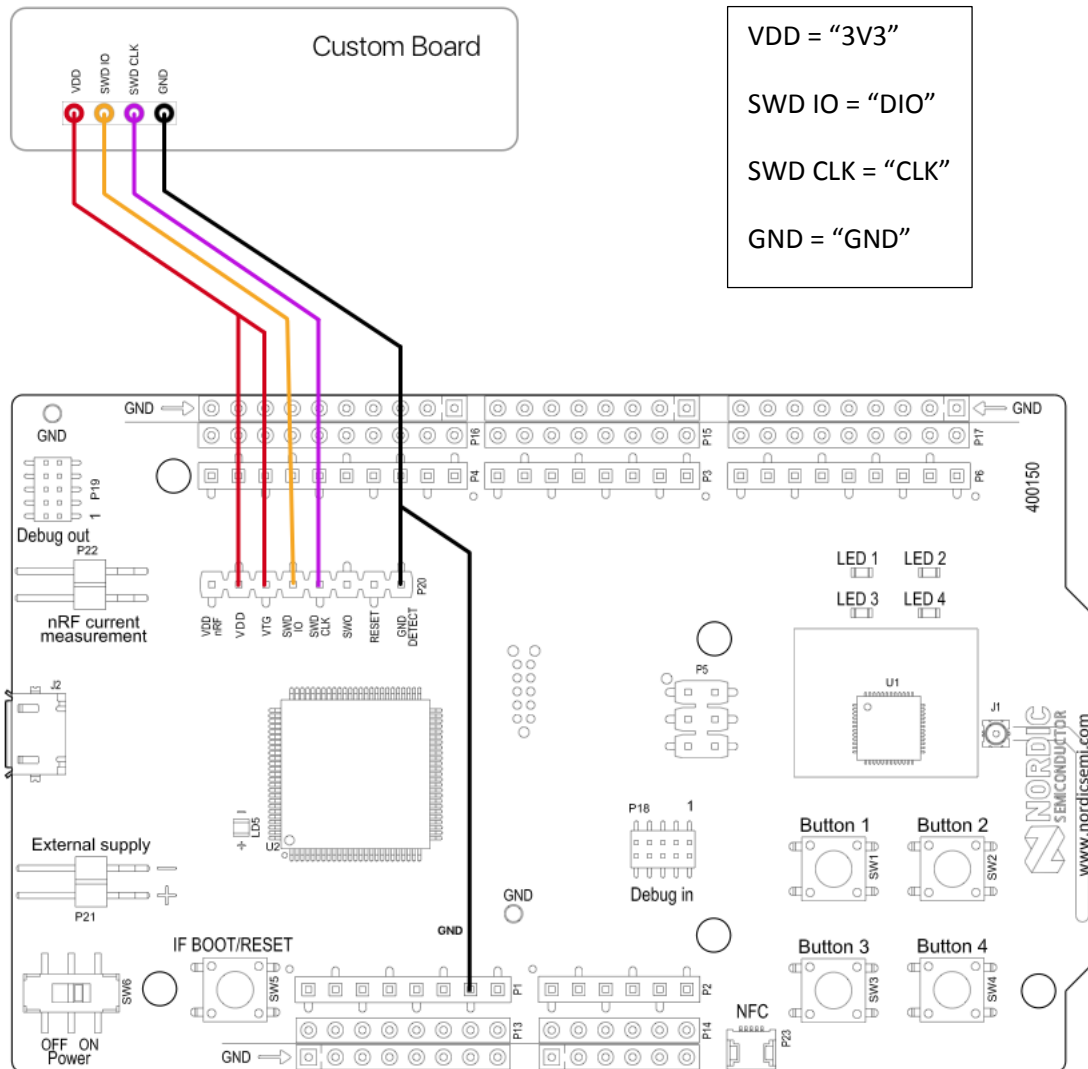 Custom Board
VDD
SWD IO
SWD CLK
GND
VDD = “3V3”
SWD IO = “DIO”
SWD CLK = “CLK”
GND = “GND”
GND
GND
GND
P16
P15
P17
P4
P3
P6
P19
1
Debug out
400150
P22
nRF current
measurement
P20
VDD
nRF
VDD
VTG
SWD
IO
SWD
CLK
SWO
RESET
GND
DETECT
LED 1
LED 2
LED 3
LED 4
J2
P5
U1
J1
NORDIC
SEMICONDUCTOR
www.nordicsemi.com
LD5
U2
P18
1
Debug in
External supply
P21
Button 1
Button 2
SW1
SW2
GND
GND
IF BOOT/RESET
SW5
SW6
OFF ON
Power
P1
P2
P13
P14
GND
NFC
P23
Button 3
Button 4
SW3
SW4